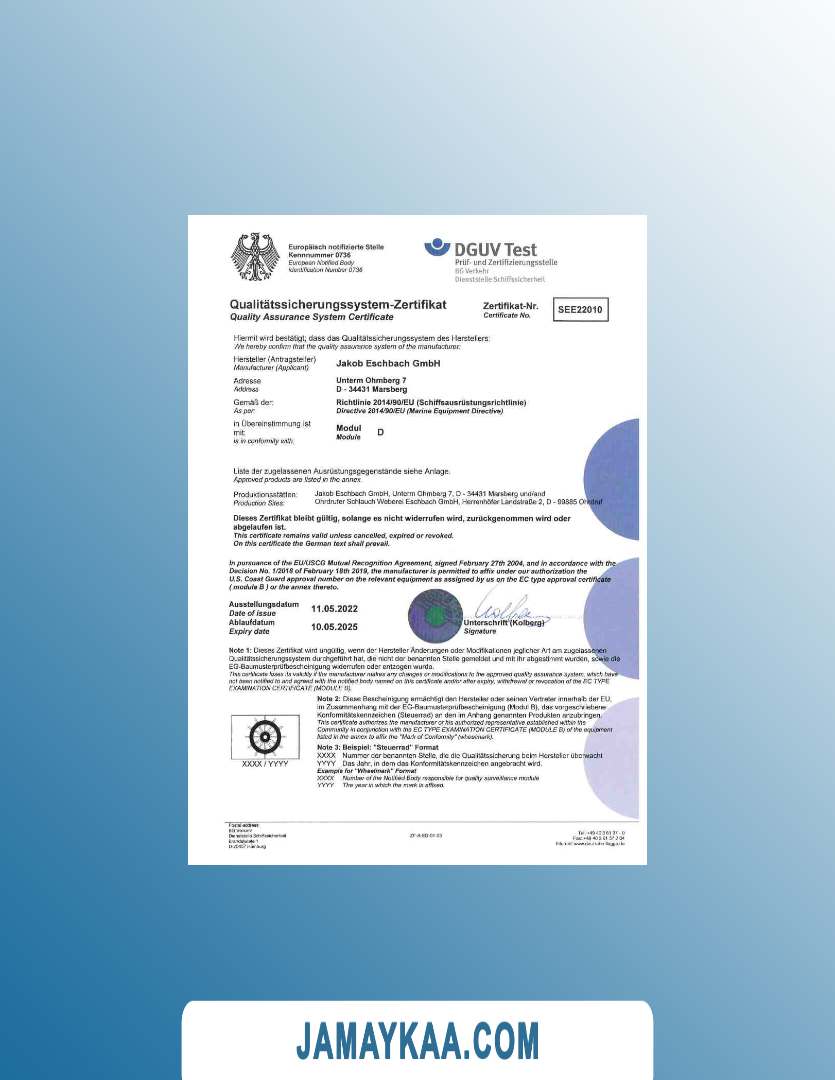 Europäisch notifizierte Stelle
Kennnummer 0736
European Notified Body
Identification Number 0736
DGUV Test
Prüf- und Zertifizierungsstelle
BG Verkehr
Dienststelle Schiffssicherheit
Qualitätssicherungssystem-Zertifikat
Quality Assurance System Certificate
Zertifikat-Nr.
Certificate No.
SEE22010
Hiermit wird bestätigt; dass das Qualitätssicherungssystem des Herstellers:
We hereby confirm that the quality assurance system of the manufacturer:
Hersteller (Antragsteller)
Manufacturer (Applicant)
Jakob Eschbach GmbH
Adresse
Address
Unterm Ohmberg 7
D - 34431 Marsberg
Gemäß der:
As per:
Richtlinie 2014/90/EU (Schiffsausrüstungsrichtlinie)
Directive 2014/90/EU (Marine Equipment Directive)
in Übereinstimmung ist
mit:
is in conformity with:
Modul
Module
D
Liste der zugelassenen Ausrüstungsgegenstände siehe Anlage.
Approved products are listed in the annex.
Produktionsstätten:
Production Sites:
Jakob Eschbach GmbH, Unterm Ohmberg 7, D - 34431 Marsberg und/and
Ohrdrufer Schlauch Weberei Eschbach GmbH, Herrenhöfer Landstraße 2, D - 99885 Ohrdruf
Dieses Zertifikat bleibt gültig, solange es nicht widerrufen wird, zurückgenommen wird oder
abgelaufen ist.
This certificate remains valid unless cancelled, expired or revoked.
On this certificate the German text shall prevail.
In pursuance of the EU/USCG Mutual Recognition Agreement, signed February 27th 2004, and in accordance with the
Decision No. 1/2018 of February 18th 2019, the manufacturer is permitted to affix under our authorization the
U.S. Coast Guard approval number on the relevant equipment as assigned by us on the EC type approval certificate
( module B ) or the annex thereto.
Ausstellungsdatum
Date of issue
11.05.2022
Ablaufdatum
Expiry date
10.05.2025
Unterschrift (Kolberg)
Signature
Note 1: Dieses Zertifikat wird ungültig, wenn der Hersteller Änderungen oder Modifikationen jeglicher Art am zugelassenen
Qualitätssicherungssystem durchgeführt hat, die nicht der benannten Stelle gemeldet und mit ihr abgestimmt wurden, sowie die
EG-Baumusterprüfbescheinigung widerrufen oder entzogen wurde.
This certificate loses its validity if the manufacturer makes any changes or modifications to the approved quality assurance system, which have
not been notified to and agreed with the notified body named on this certificate and/or after expiry, withdrawal or revocation of the EC TYPE
EXAMINATION CERTIFICATE (MODULE B).
Note 2: Diese Bescheinigung ermächtigt den Hersteller oder seinen Vertreter innerhalb der EU,
im Zusammenhang mit der EG-Baumusterprüfbescheinigung (Modul B), das vorgeschriebene
Konformitätskennzeichen (Steuerrad) an den im Anhang genannten Produkten anzubringen.
This certificate authorizes the manufacturer or his authorized representative established within the
Community in conjunction with the EC TYPE EXAMINATION CERTIFICATE (MODULE B) of the equipment
listed in the annex to affix the "Mark of Conformity" (wheelmark).
XXXX / YYYY
Note 3: Beispiel: "Steuerrad" Format
XXXX Nummer der benannten Stelle, die die Qualitätssicherung beim Hersteller überwacht
YYYY Das Jahr, in dem das Konformitätskennzeichen angebracht wird.
Example for "Wheelmark" Format
XXXX Number of the Notified Body responsible for quality surveillance module
YYYY The year in which the mark is affixed.
Postal address:
BG Verkehr
Dienststelle Schiffssicherheit
Brandstwiete 1
D-20457 Hamburg
JAMAYKAA.COM